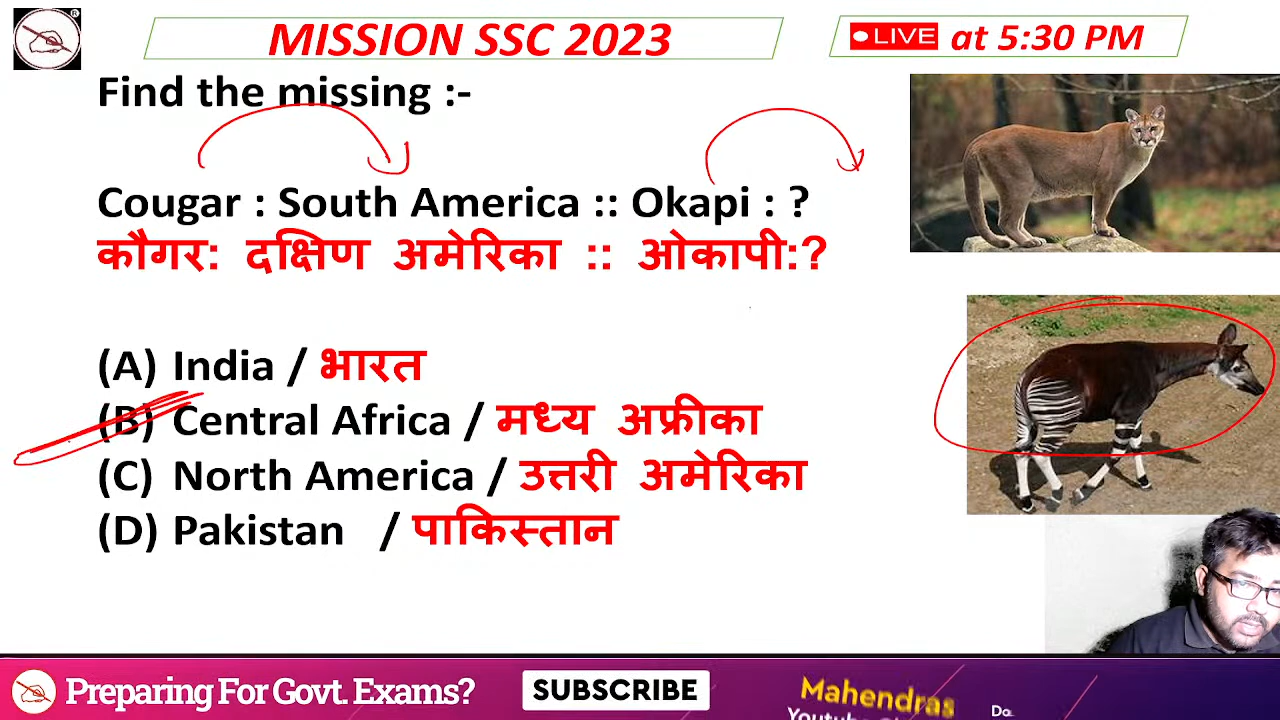 MISSION SSC 2023
LIVE at 5:30 PM
Find the missing :-
Cougar : South America :: Okapi : ?
कौगर: दक्षिण अमेरिका :: ओकापी:?
(A) India / भारत
(B) Central Africa / मध्य अफ्रीका
(C) North America / उत्तरी अमेरिका
(D) Pakistan / पाकिस्तान
Preparing For Govt. Exams?
SUBSCRIBE
Mahendras